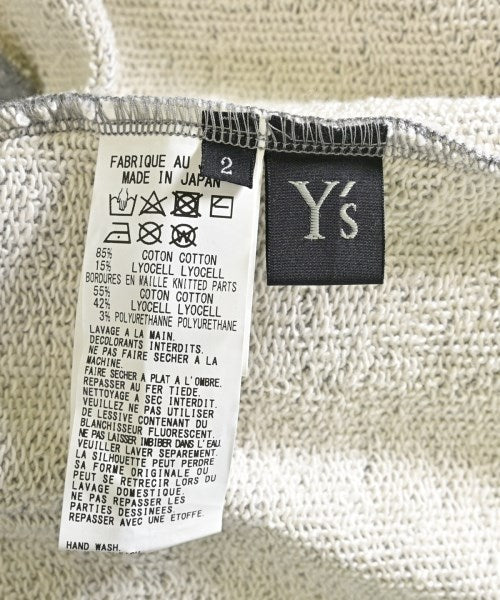 FABRIQUE AU
MADE IN JAPAN
2
Y's
85% COTON COTTON
15% LYOCELL LYOCELL
BORDURES EN MAILLE KNITTED PARTS
55% COTON COTTON
42% LYOCELL LYOCELL
3% POLYURETHANNE POLYURETHANE
LAVAGE A LA MAIN.
DECOLORANTS INTERDITS.
NE PAS FAIRE SECHER A LA
MACHINE.
FAIRE SECHER A PLAT A L'OMBRE.
REPASSER AU FER TIEDE.
NETTOYAGE A SEC INTERDIT.
VEUILLEZ NE PAS UTILISER
DE LESSIVE CONTENANT DU
BLANCHISSEUR FLUORESCENT.
NE PAS LAISSER IMBIBER DANS L'EAU.
VEUILLER LAVER SEPAREMENT.
LA SILHOUETTE PEUT PERDRE
SA FORME ORIGINALE OU
PEUT SE RETRECIR LORS DU
LAVAGE DOMESTIQUE.
NE PAS REPASSER LES
PARTIES DESSINEES.
REPASSER AVEC UNE ETOFFE.
HAND WASH.